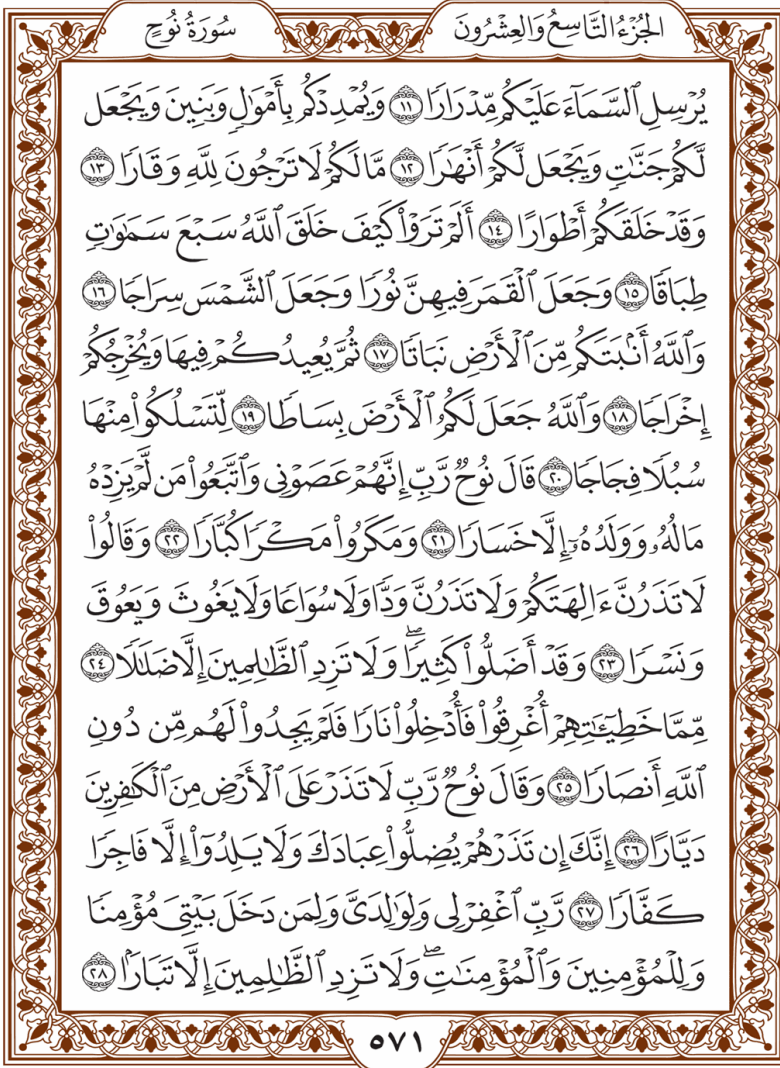 الجُزْءُ التَّاسِعُ وَالعِشْرُونَ
سُورَةُ نُوحٍ
يُرْسِلِ ٱلسَّمَآءَ عَلَيْكُم مِّدْرَارًا ١١ وَيُمْدِدْكُم بِأَمْوَٰلٍ وَبَنِينَ وَيَجْعَل
لَّكُمْ جَنَّٰتٍ وَيَجْعَل لَّكُمْ أَنْهَٰرًا ١٢ مَّا لَكُمْ لَا تَرْجُونَ لِلَّهِ وَقَارًا ١٣
وَقَدْ خَلَقَكُمْ أَطْوَارًا ١٤ أَلَمْ تَرَوْا۟ كَيْفَ خَلَقَ ٱللَّهُ سَبْعَ سَمَٰوَٰتٍ
طِبَاقًا ١٥ وَجَعَلَ ٱلْقَمَرَ فِيهِنَّ نُورًا وَجَعَلَ ٱلشَّمْسَ سِرَاجًا ١٦
وَٱللَّهُ أَنۢبَتَكُم مِّنَ ٱلْأَرْضِ نَبَاتًا ١٧ ثُمَّ يُعِيدُكُمْ فِيهَا وَيُخْرِجُكُمْ
إِخْرَاجًا ١٨ وَٱللَّهُ جَعَلَ لَكُمُ ٱلْأَرْضَ بِسَاطًا ١٩ لِّتَسْلُكُوا۟ مِنْهَا
سُبُلًا فِجَاجًا ٢٠ قَالَ نُوحٌ رَّبِّ إِنَّهُمْ عَصَوْنِى وَٱتَّبَعُوا۟ مَن لَّمْ يَزِدْهُ
مَالُهُۥ وَوَلَدُهُۥٓ إِلَّا خَسَارًا ٢١ وَمَكَرُوا۟ مَكْرًا كُبَّارًا ٢٢ وَقَالُوا۟
لَا تَذَرُنَّ ءَالِهَتَكُمْ وَلَا تَذَرُنَّ وَدًّا وَلَا سُوَاعًا وَلَا يَغُوثَ وَيَعُوقَ
وَنَسْرًا ٢٣ وَقَدْ أَضَلُّوا۟ كَثِيرًا ۖ وَلَا تَزِدِ ٱلظَّٰلِمِينَ إِلَّا ضَلَٰلًا ٢٤
مِّمَّا خَطِيٓـَٰٔتِهِمْ أُغْرِقُوا۟ فَأُدْخِلُوا۟ نَارًا فَلَمْ يَجِدُوا۟ لَهُم مِّن دُونِ
ٱللَّهِ أَنصَارًا ٢٥ وَقَالَ نُوحٌ رَّبِّ لَا تَذَرْ عَلَى ٱلْأَرْضِ مِنَ ٱلْكَٰفِرِينَ
دَيَّارًا ٢٦ إِنَّكَ إِن تَذَرْهُمْ يُضِلُّوا۟ عِبَادَكَ وَلَا يَلِدُوٓا۟ إِلَّا فَاجِرًا
كَفَّارًا ٢٧ رَّبِّ ٱغْفِرْ لِى وَلِوَٰلِدَىَّ وَلِمَن دَخَلَ بَيْتِىَ مُؤْمِنًا
وَلِلْمُؤْمِنِينَ وَٱلْمُؤْمِنَٰتِ ۖ وَلَا تَزِدِ ٱلظَّٰلِمِينَ إِلَّا تَبَارًۢا ٢٨
٥٧١